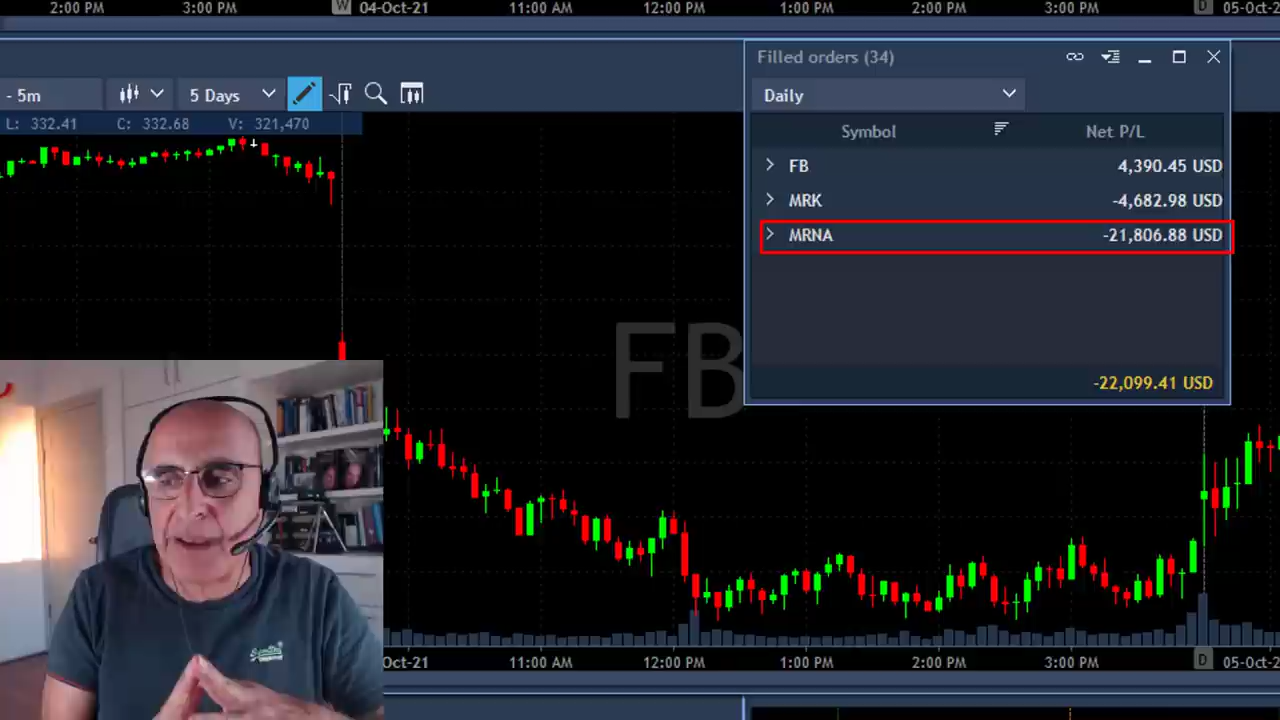 2:00 PM 3:00 PM W 04-Oct-21 11:00 AM 12:00 PM 1:00 PM 2:00 PM 3:00 PM D 05-Oct-2
Filled orders (34)
- 5m 5 Days
Daily
L: 332.41 C: 332.68 V: 321,470
Symbol Net P/L
FB 4,390.45 USD
MRK -4,682.98 USD
MRNA -21,806.88 USD
FB
-22,099.41 USD
Oct-21 11:00 AM 12:00 PM 1:00 PM 2:00 PM 3:00 PM D 05-Oct-2